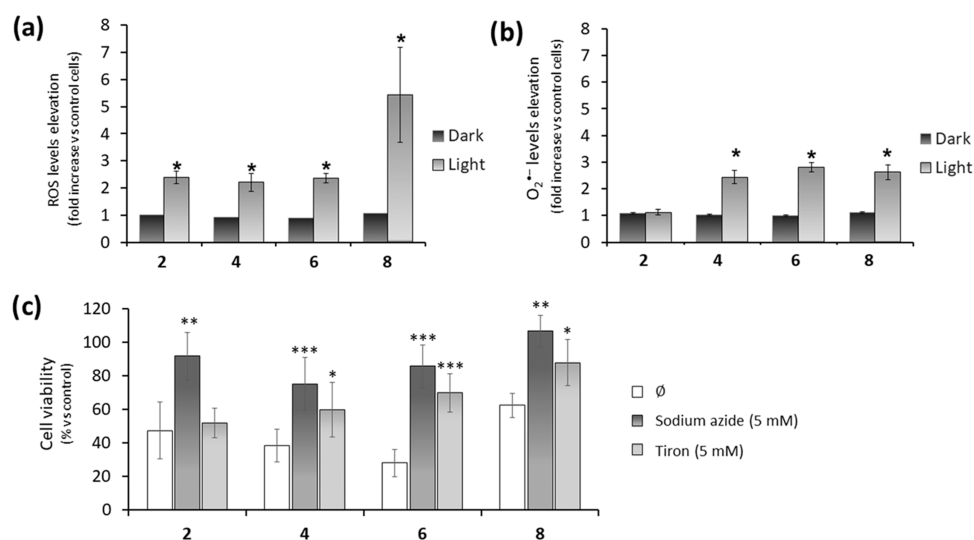 (a)
ROS levels elevation
(fold increase vs control cells)
8
7
6
5
4
3
2
1
0
*
*
*
*
Dark
Light
2 4 6 8
(b)
O₂•⁻ levels elevation
(fold increase vs control cells)
8
7
6
5
4
3
2
1
0
*
*
*
Dark
Light
2 4 6 8
(c)
Cell viability
(% vs control)
120
100
80
60
40
20
0
**
***
*
***
***
**
*
Ø
Sodium azide (5 mM)
Tiron (5 mM)
2 4 6 8